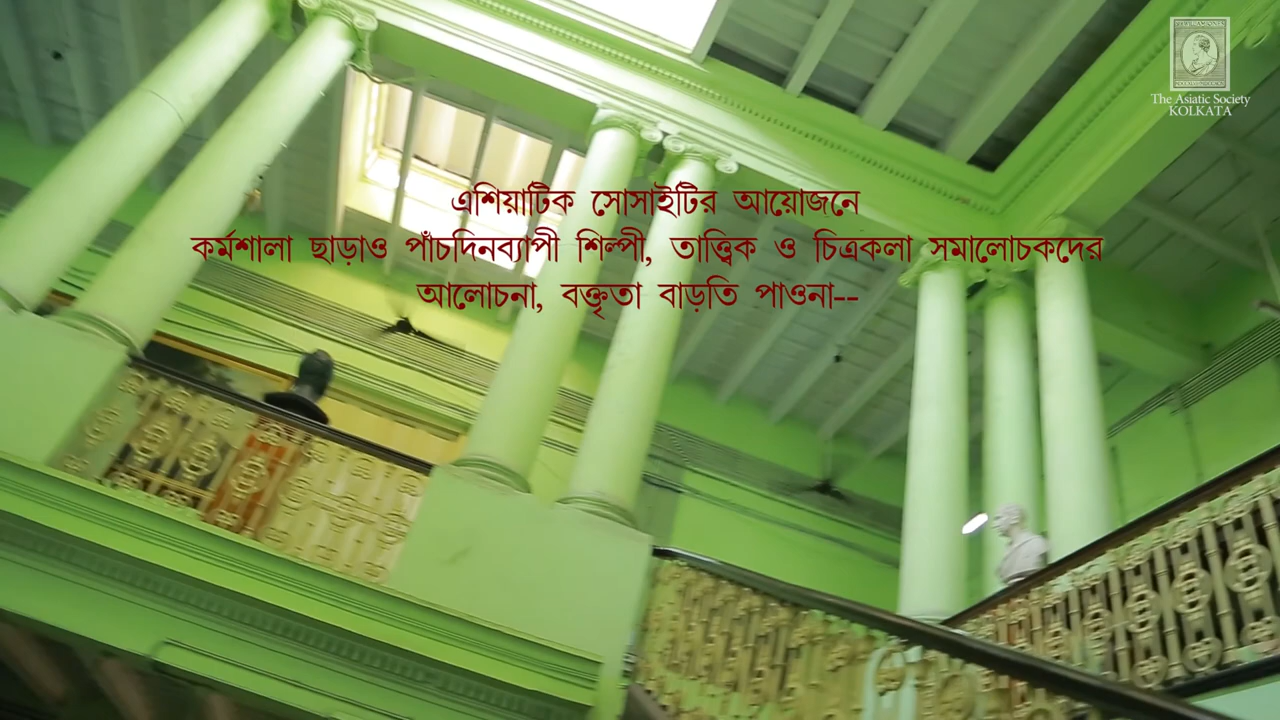 The Asiatic Society
KOLKATA
এশিয়াটিক সোসাইটির আয়োজনে
কর্মশালা ছাড়াও পাঁচদিনব্যাপী শিল্পী, তাত্ত্বিক ও চিত্রকলা সমালোচকদের
আলোচনা, বক্তৃতা বাড়তি পাওনা--